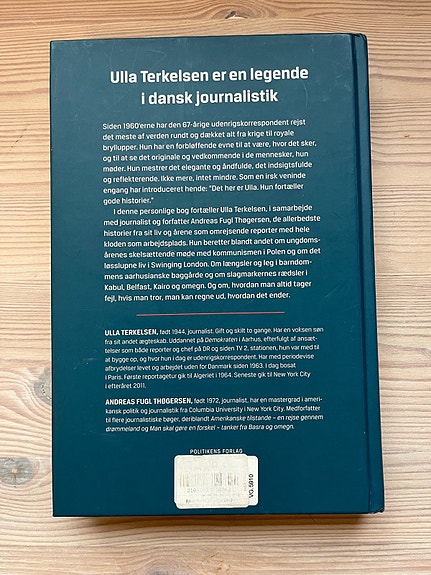 Ulla Terkelsen er en legende
i dansk journalistik
Siden 1960'erne har den 67-årige udenrigskorrespondent rejst
det meste af verden rundt og dækket alt fra krige til royale
bryllupper. Hun har en forbløffende evne til at være, hvor det sker,
og til at se det originale og vedkommende i de mennesker, hun
møder. Hun mestrer det elegante og åndfulde, det indsigtsfulde
og reflekterende. Ikke mere, intet mindre. Som en irsk veninde
engang har introduceret hende: "Det her er Ulla. Hun fortæller
gode historier."
I denne personlige bog fortæller Ulla Terkelsen, i samarbejde
med journalist og forfatter Andreas Fugl Thøgersen, de allerbedste
historier fra sit liv og årene som omrejsende reporter med hele
kloden som arbejdsplads. Hun beretter blandt andet om ungdoms-
årenes skelsættende møde med kommunismen i Polen og om det
løsslupne liv i Swinging London. Om længsler og leg i barndom-
mens aarhusianske baggårde og om slagmarkernes rædsler i
Kabul, Belfast, Kairo og omegn. Og om, hvordan man altid tager
fejl, hvis man tror, man kan regne ud, hvordan det ender.
ULLA TERKELSEN, født 1944, journalist. Gift og skilt to gange. Har en voksen søn
fra sit andet ægteskab. Uddannet på Demokraten i Aarhus, efterfulgt af ansæt-
telser som både reporter og chef på DR og siden TV 2, stationen, hun var med til
at bygge op, og hvor hun i dag er udenrigskorrespondent. Har med periodevise
afbrydelser levet og arbejdet uden for Danmark siden 1963. I dag bosat
i Paris. Første reportagetur gik til Algeriet i 1964. Seneste gik til New York City
i efteråret 2011.
ANDREAS FUGL THØGERSEN, født 1972, journalist, har en mastergrad i ameri-
kansk politik og journalistik fra Columbia University i New York City. Medforfatter
til flere journalistiske bøger, deriblandt Amerikanske tilstande – en rejse gennem
drømmeland og Man skal gøre en forskel – tanker fra Basra og omegn.
POLITIKENS FORLAG
VG. 5910